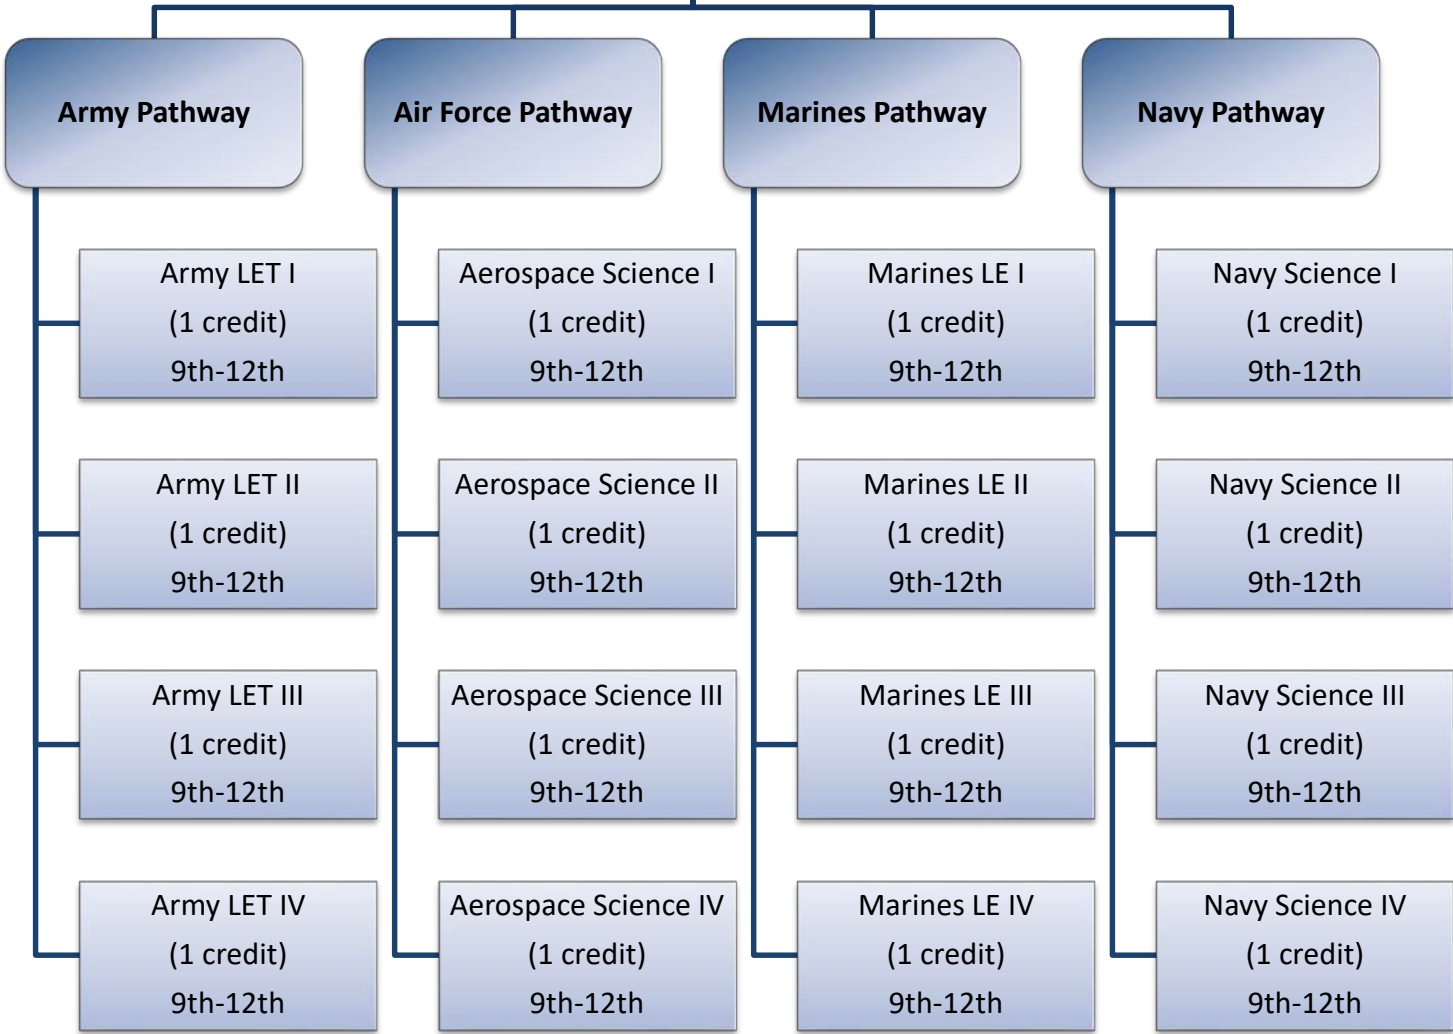 Army Pathway
Army LET I
(1 credit)
9th-12th
Army LET II
(1 credit)
9th-12th
Army LET III
(1 credit)
9th-12th
Army LET IV
(1 credit)
9th-12th
Air Force Pathway
Aerospace Science I
(1 credit)
9th-12th
Aerospace Science II
(1 credit)
9th-12th
Aerospace Science III
(1 credit)
9th-12th
Aerospace Science IV
(1 credit)
9th-12th
Marines Pathway
Marines LE I
(1 credit)
9th-12th
Marines LE II
(1 credit)
9th-12th
Marines LE III
(1 credit)
9th-12th
Marines LE IV
(1 credit)
9th-12th
Navy Pathway
Navy Science I
(1 credit)
9th-12th
Navy Science II
(1 credit)
9th-12th
Navy Science III
(1 credit)
9th-12th
Navy Science IV
(1 credit)
9th-12th